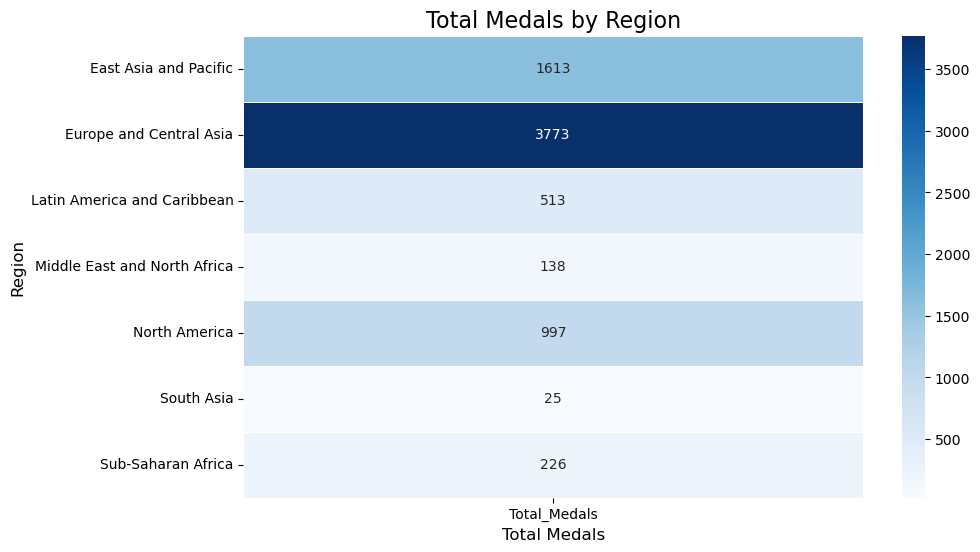 Total Medals by Region
Region
East Asia and Pacific 1613
Europe and Central Asia 3773
Latin America and Caribbean 513
Middle East and North Africa 138
North America 997
South Asia 25
Sub-Saharan Africa 226
Total_Medals
Total Medals
3500
3000
2500
2000
1500
1000
500